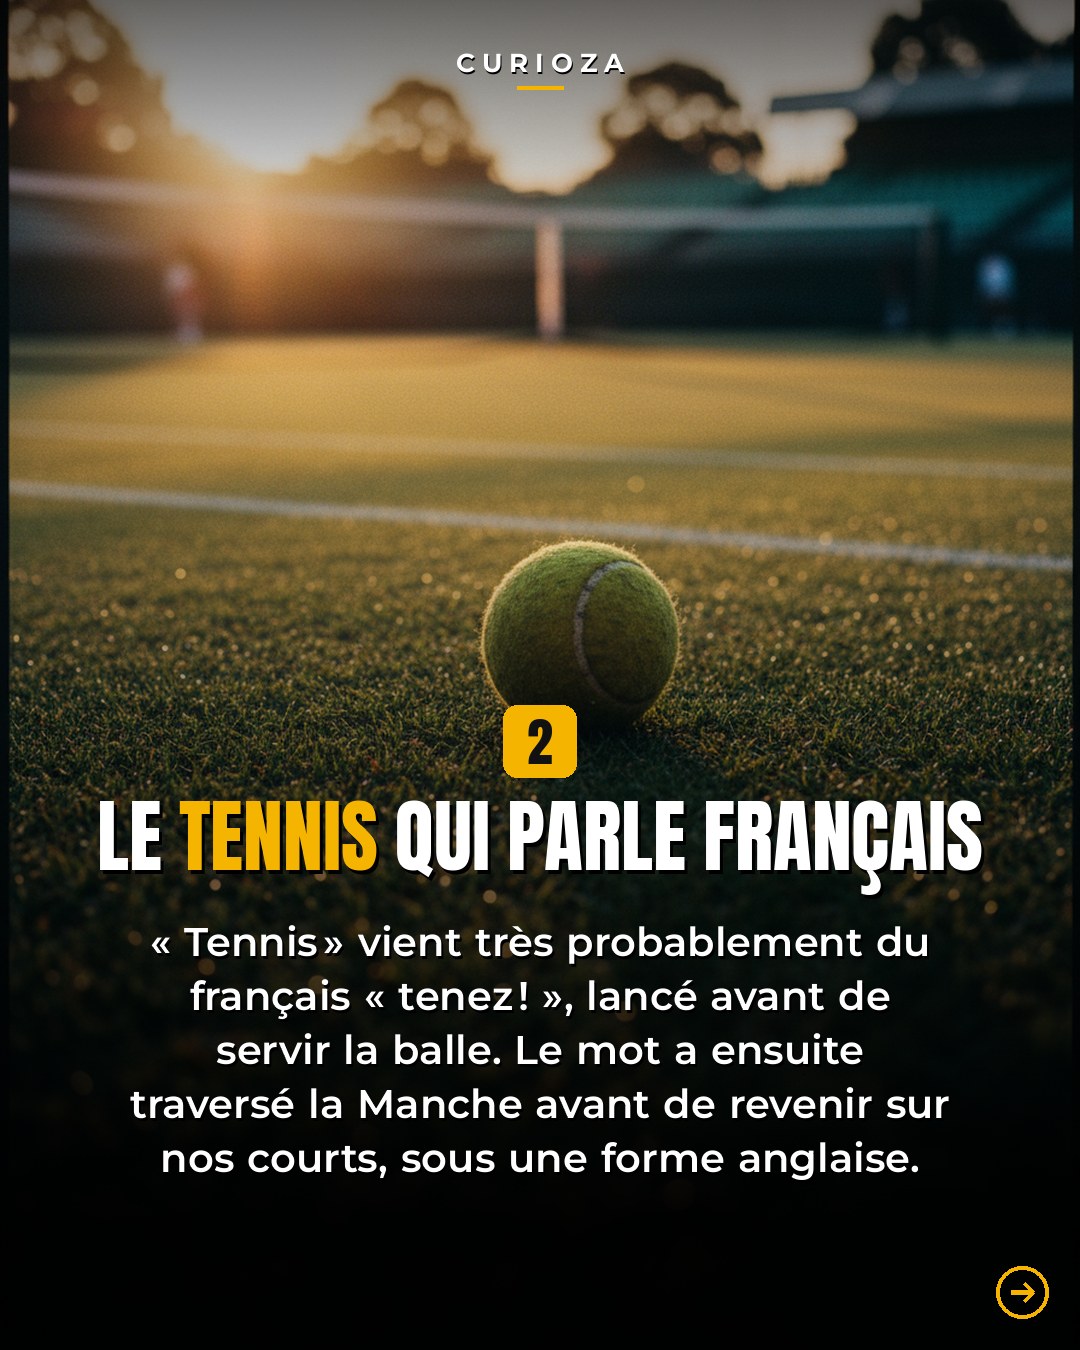 CURIOZA
2
LE TENNIS QUI PARLE FRANÇAIS
« Tennis » vient très probablement du
français « tenez ! », lancé avant de
servir la balle. Le mot a ensuite
traversé la Manche avant de revenir sur
nos courts, sous une forme anglaise.